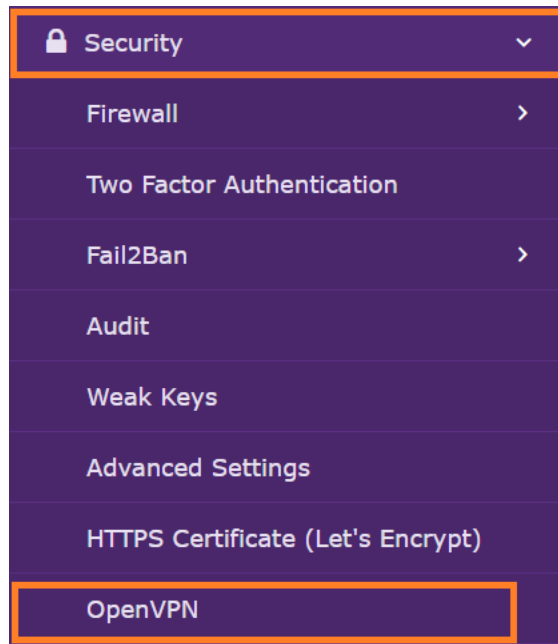 Security
Firewall
Two Factor Authentication
Fail2Ban
Audit
Weak Keys
Advanced Settings
HTTPS Certificate (Let's Encrypt)
OpenVPN